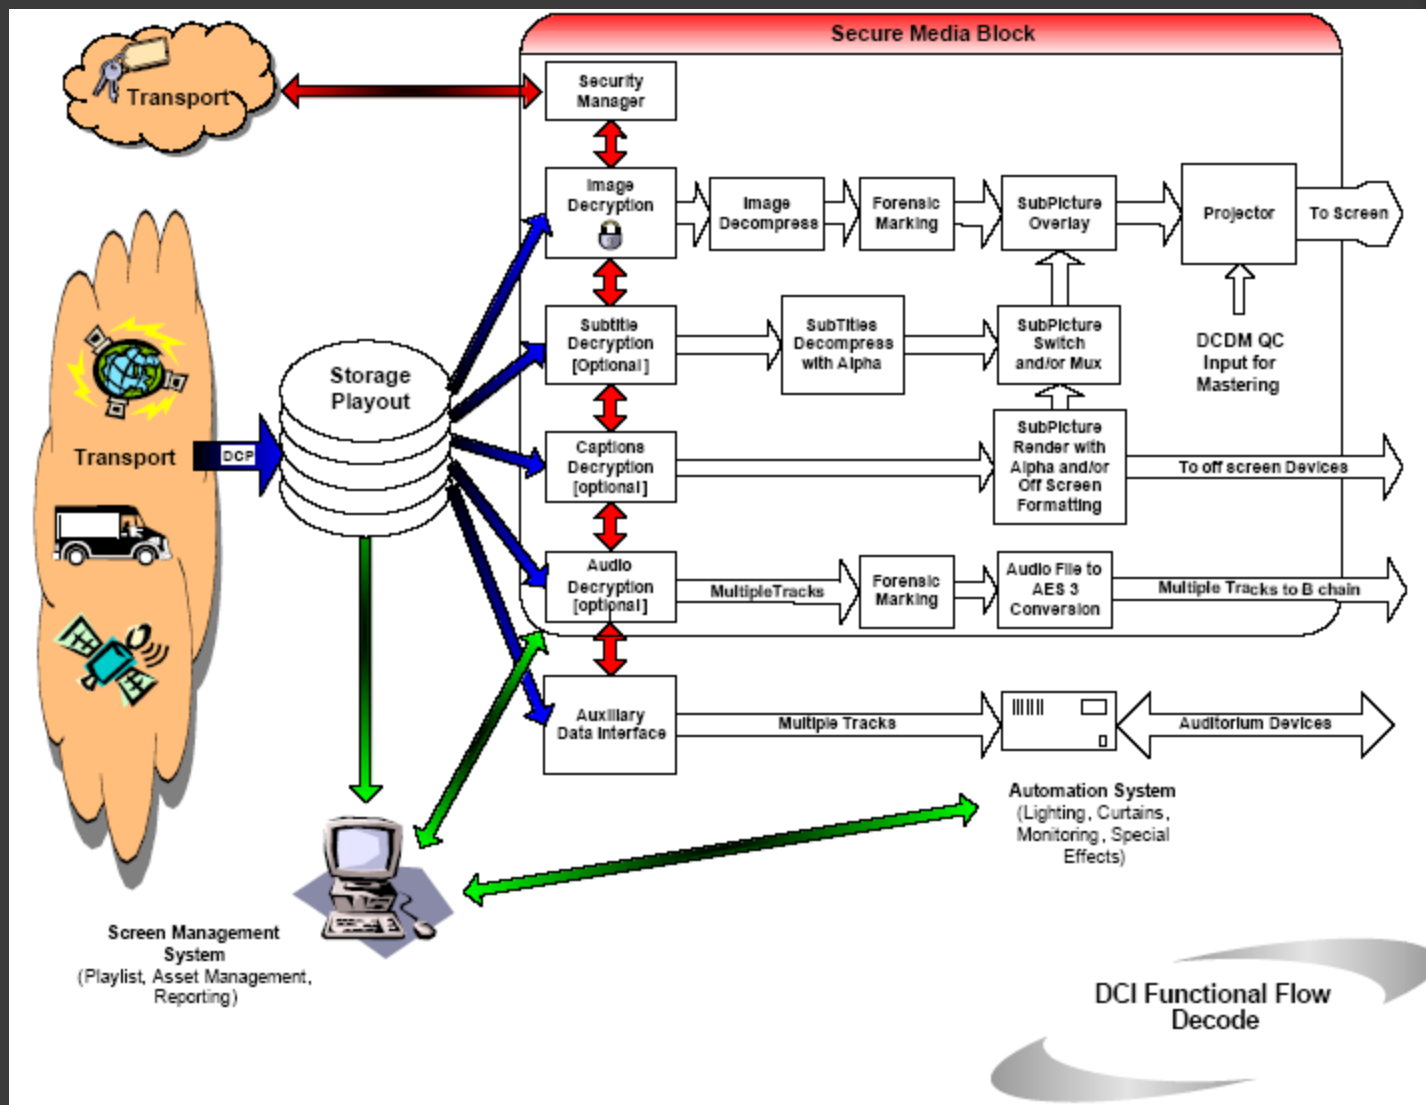 Secure Media Block
Transport
Security
Manager
Image
Decryption
Image
Decompress
Forensic
Marking
SubPicture
Overlay
Projector
To Screen
Subtitle
Decryption
[Optional]
SubTitles
Decompress
with Alpha
SubPicture
Switch
and/or Mux
DCDM QC
Input for
Mastering
Storage
Playout
Transport
DCP
Captions
Decryption
[optional]
SubPicture
Render with
Alpha and/or
Off Screen
Formatting
To off screen Devices
Audio
Decryption
[optional]
MultipleTracks
Forensic
Marking
Audio File to
AES 3
Conversion
Multiple Tracks to B chain
Auxiliary
Data Interface
Multiple Tracks
Auditorium Devices
Automation System
(Lighting, Curtains,
Monitoring, Special
Effects)
Screen Management
System
(Playlist, Asset Management,
Reporting)
DCI Functional Flow
Decode